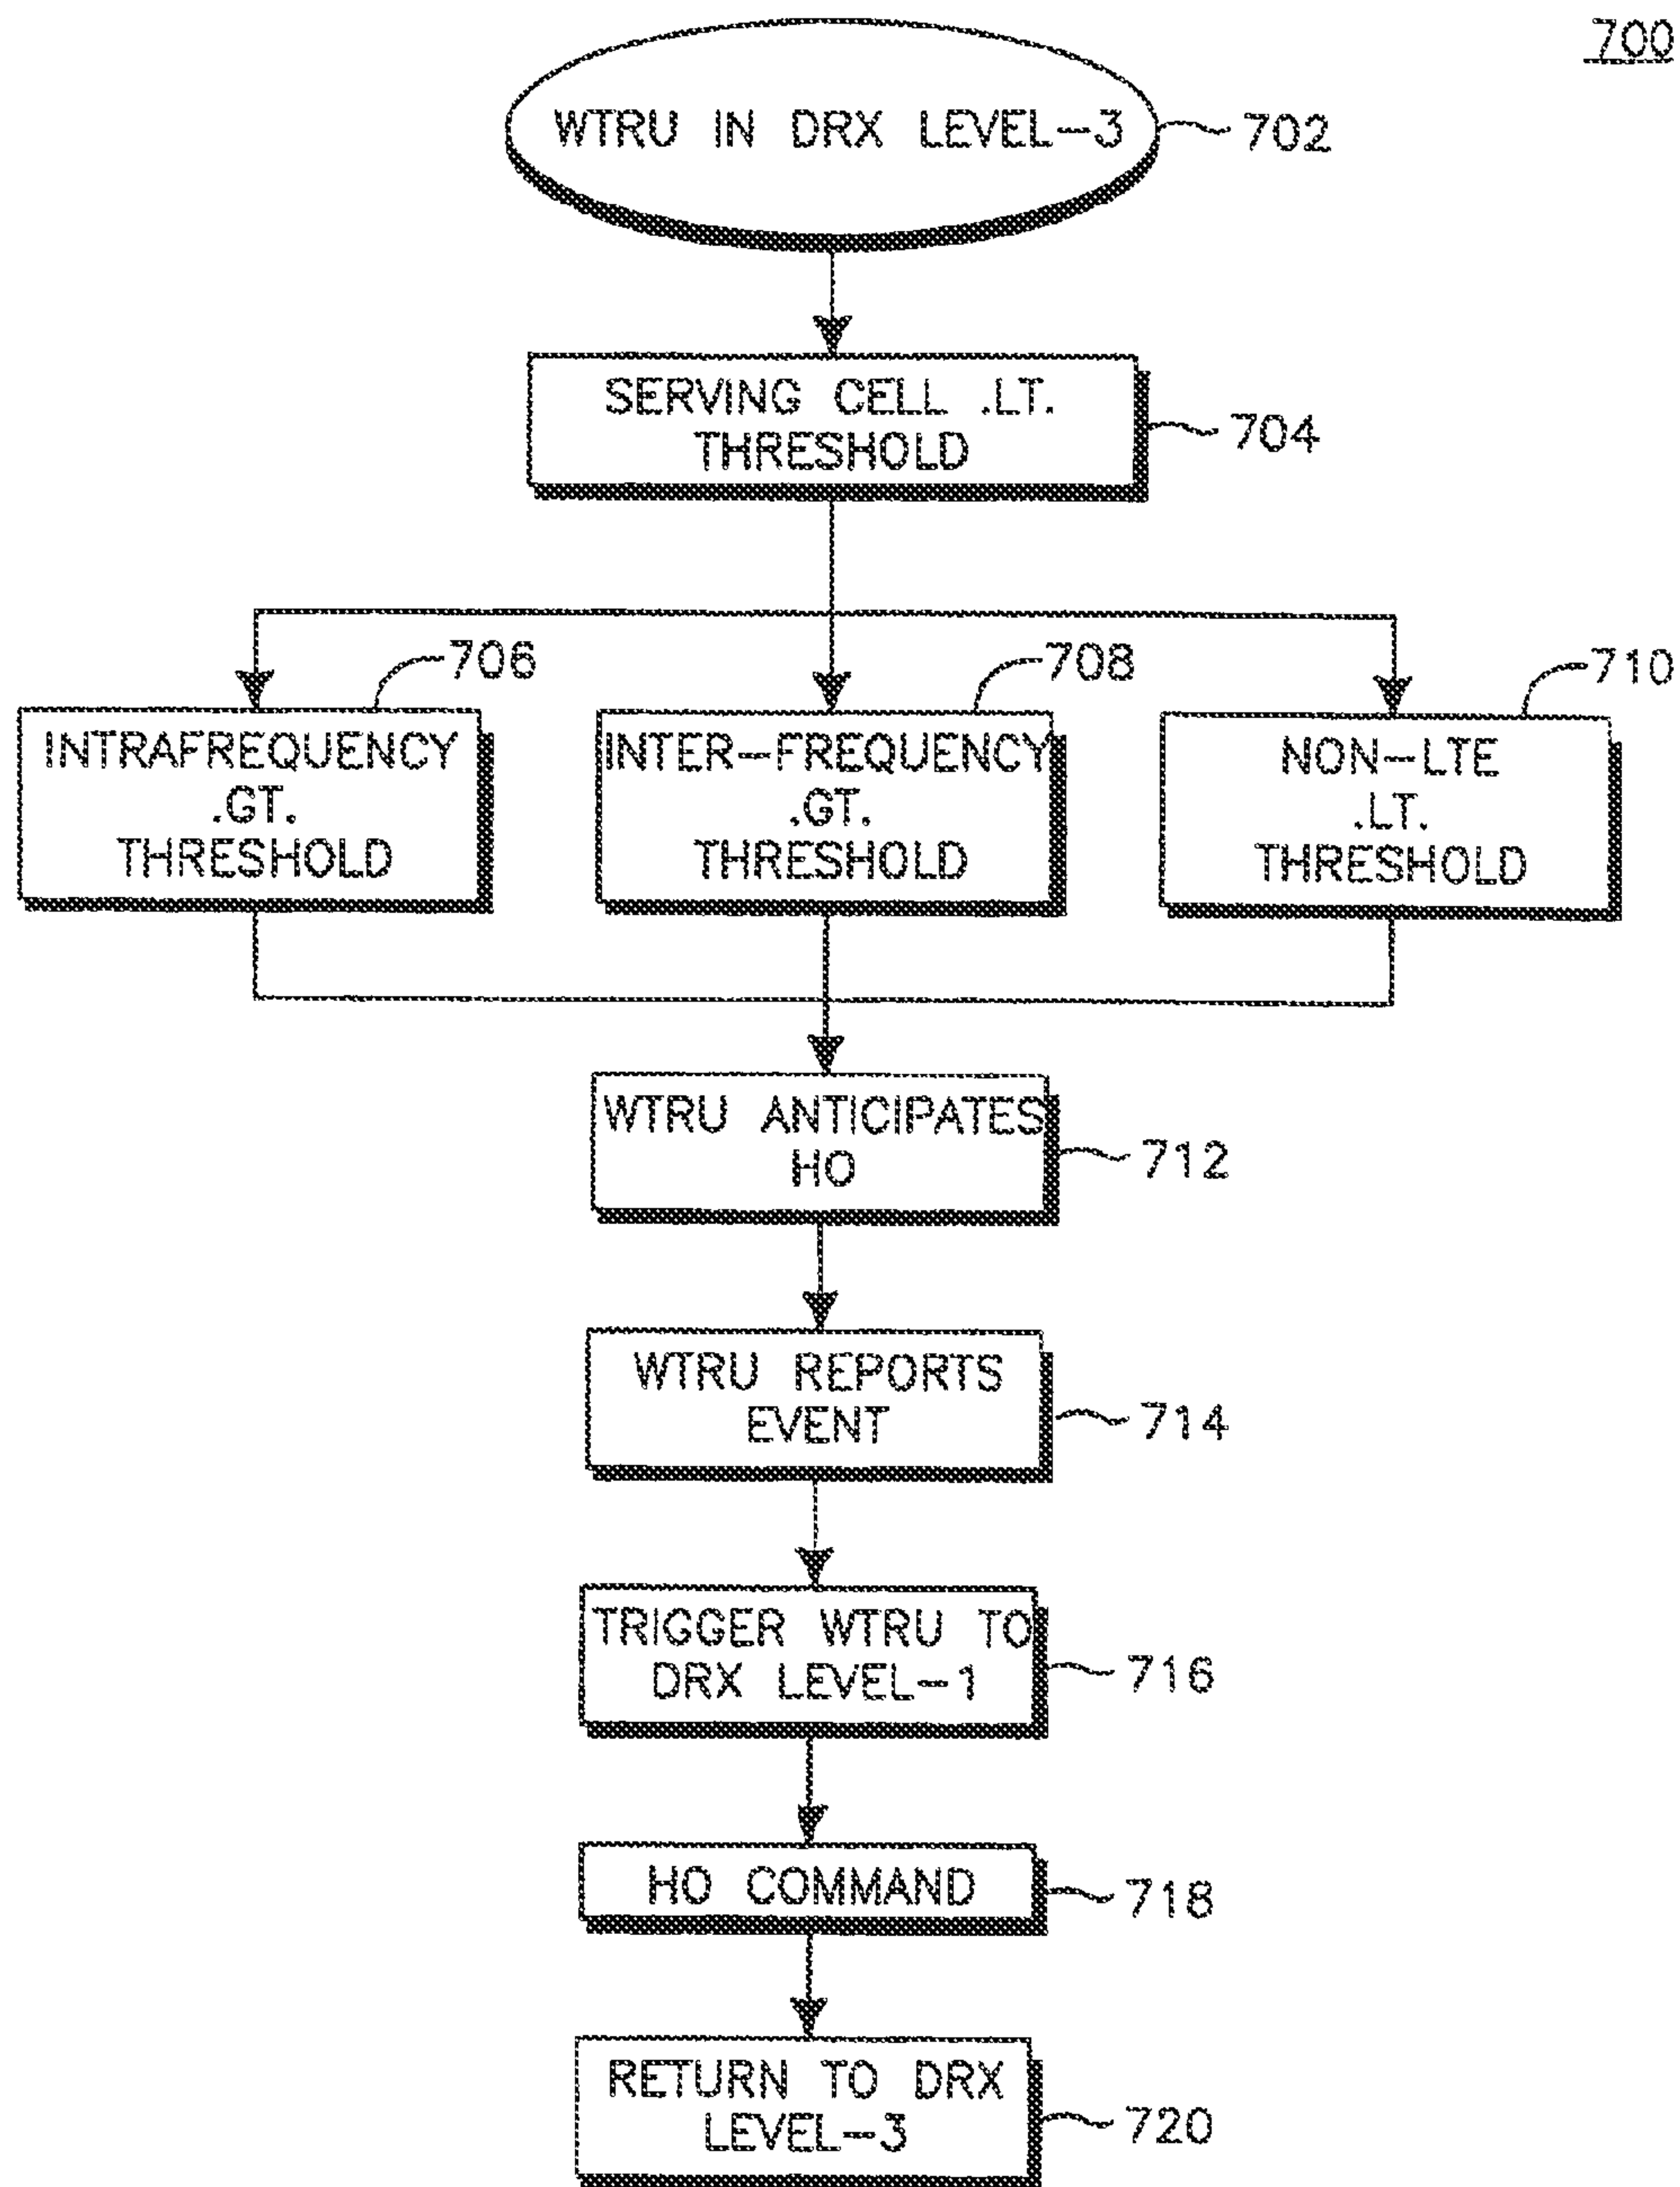 700
WTRU IN DRX LEVEL-3
702
SERVING CELL .LT.
THRESHOLD
704
706
708
710
INTRAFREQUENCY
.GT.
THRESHOLD
INTER-FREQUENCY
.GT.
THRESHOLD
NON-LTE
.LT.
THRESHOLD
WTRU ANTICIPATES
HO
712
WTRU REPORTS
EVENT
714
TRIGGER WTRU TO
DRX LEVEL-1
716
HO COMMAND
718
RETURN TO DRX
LEVEL-3
720